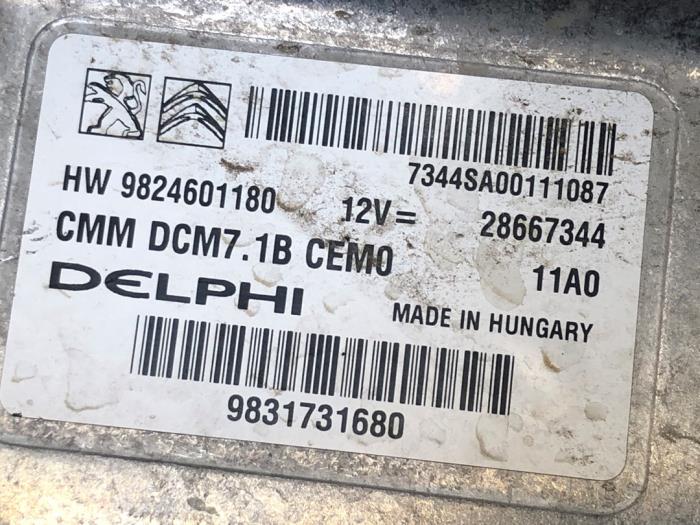 7344SA00111087
HW 9824601180 12V= 28667344
CMM DCM7.1B CEM0 11A0
DELPHI MADE IN HUNGARY
9831731680